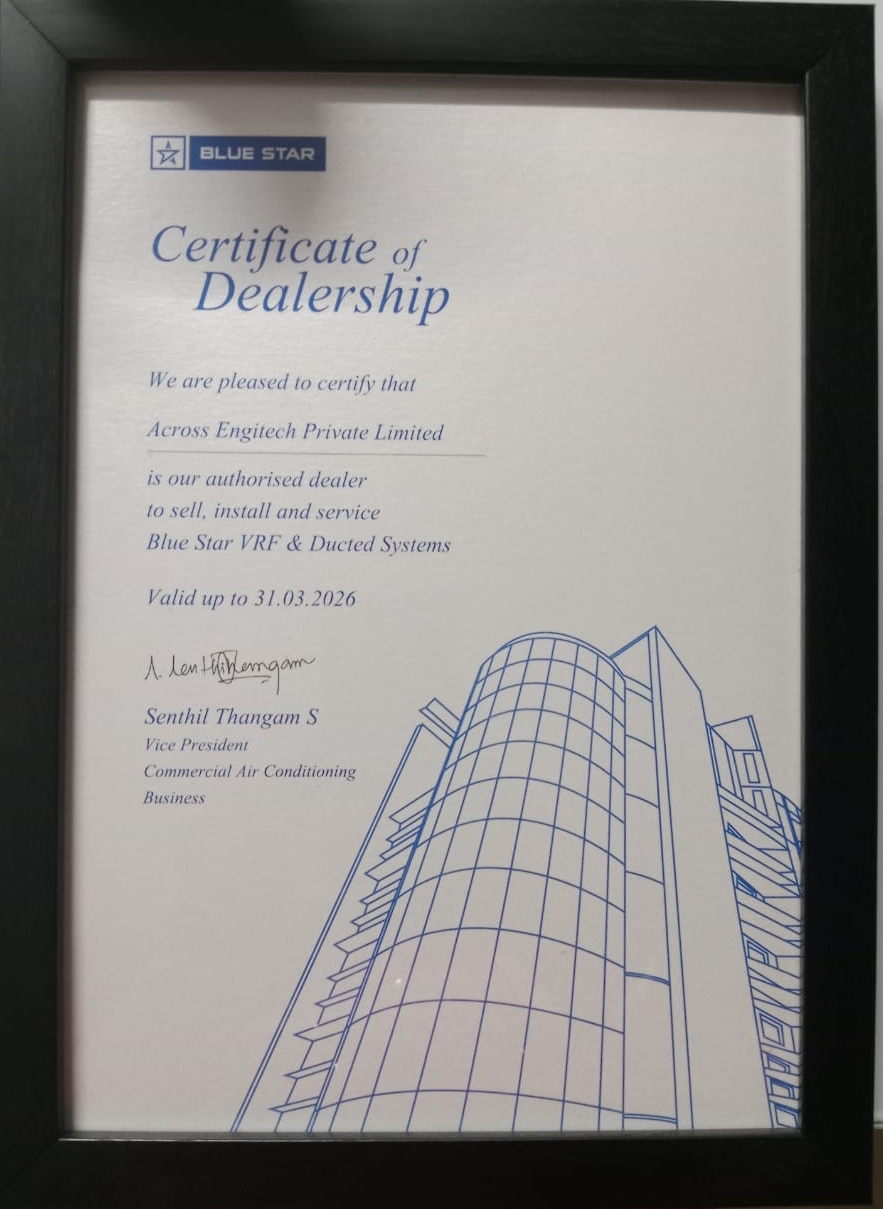 BLUE STAR
Certificate of
Dealership
We are pleased to certify that
Across Engitech Private Limited
is our authorised dealer
to sell, install and service
Blue Star VRF & Ducted Systems
Valid up to 31.03.2026
Senthil Thangam S
Vice President
Commercial Air Conditioning
Business